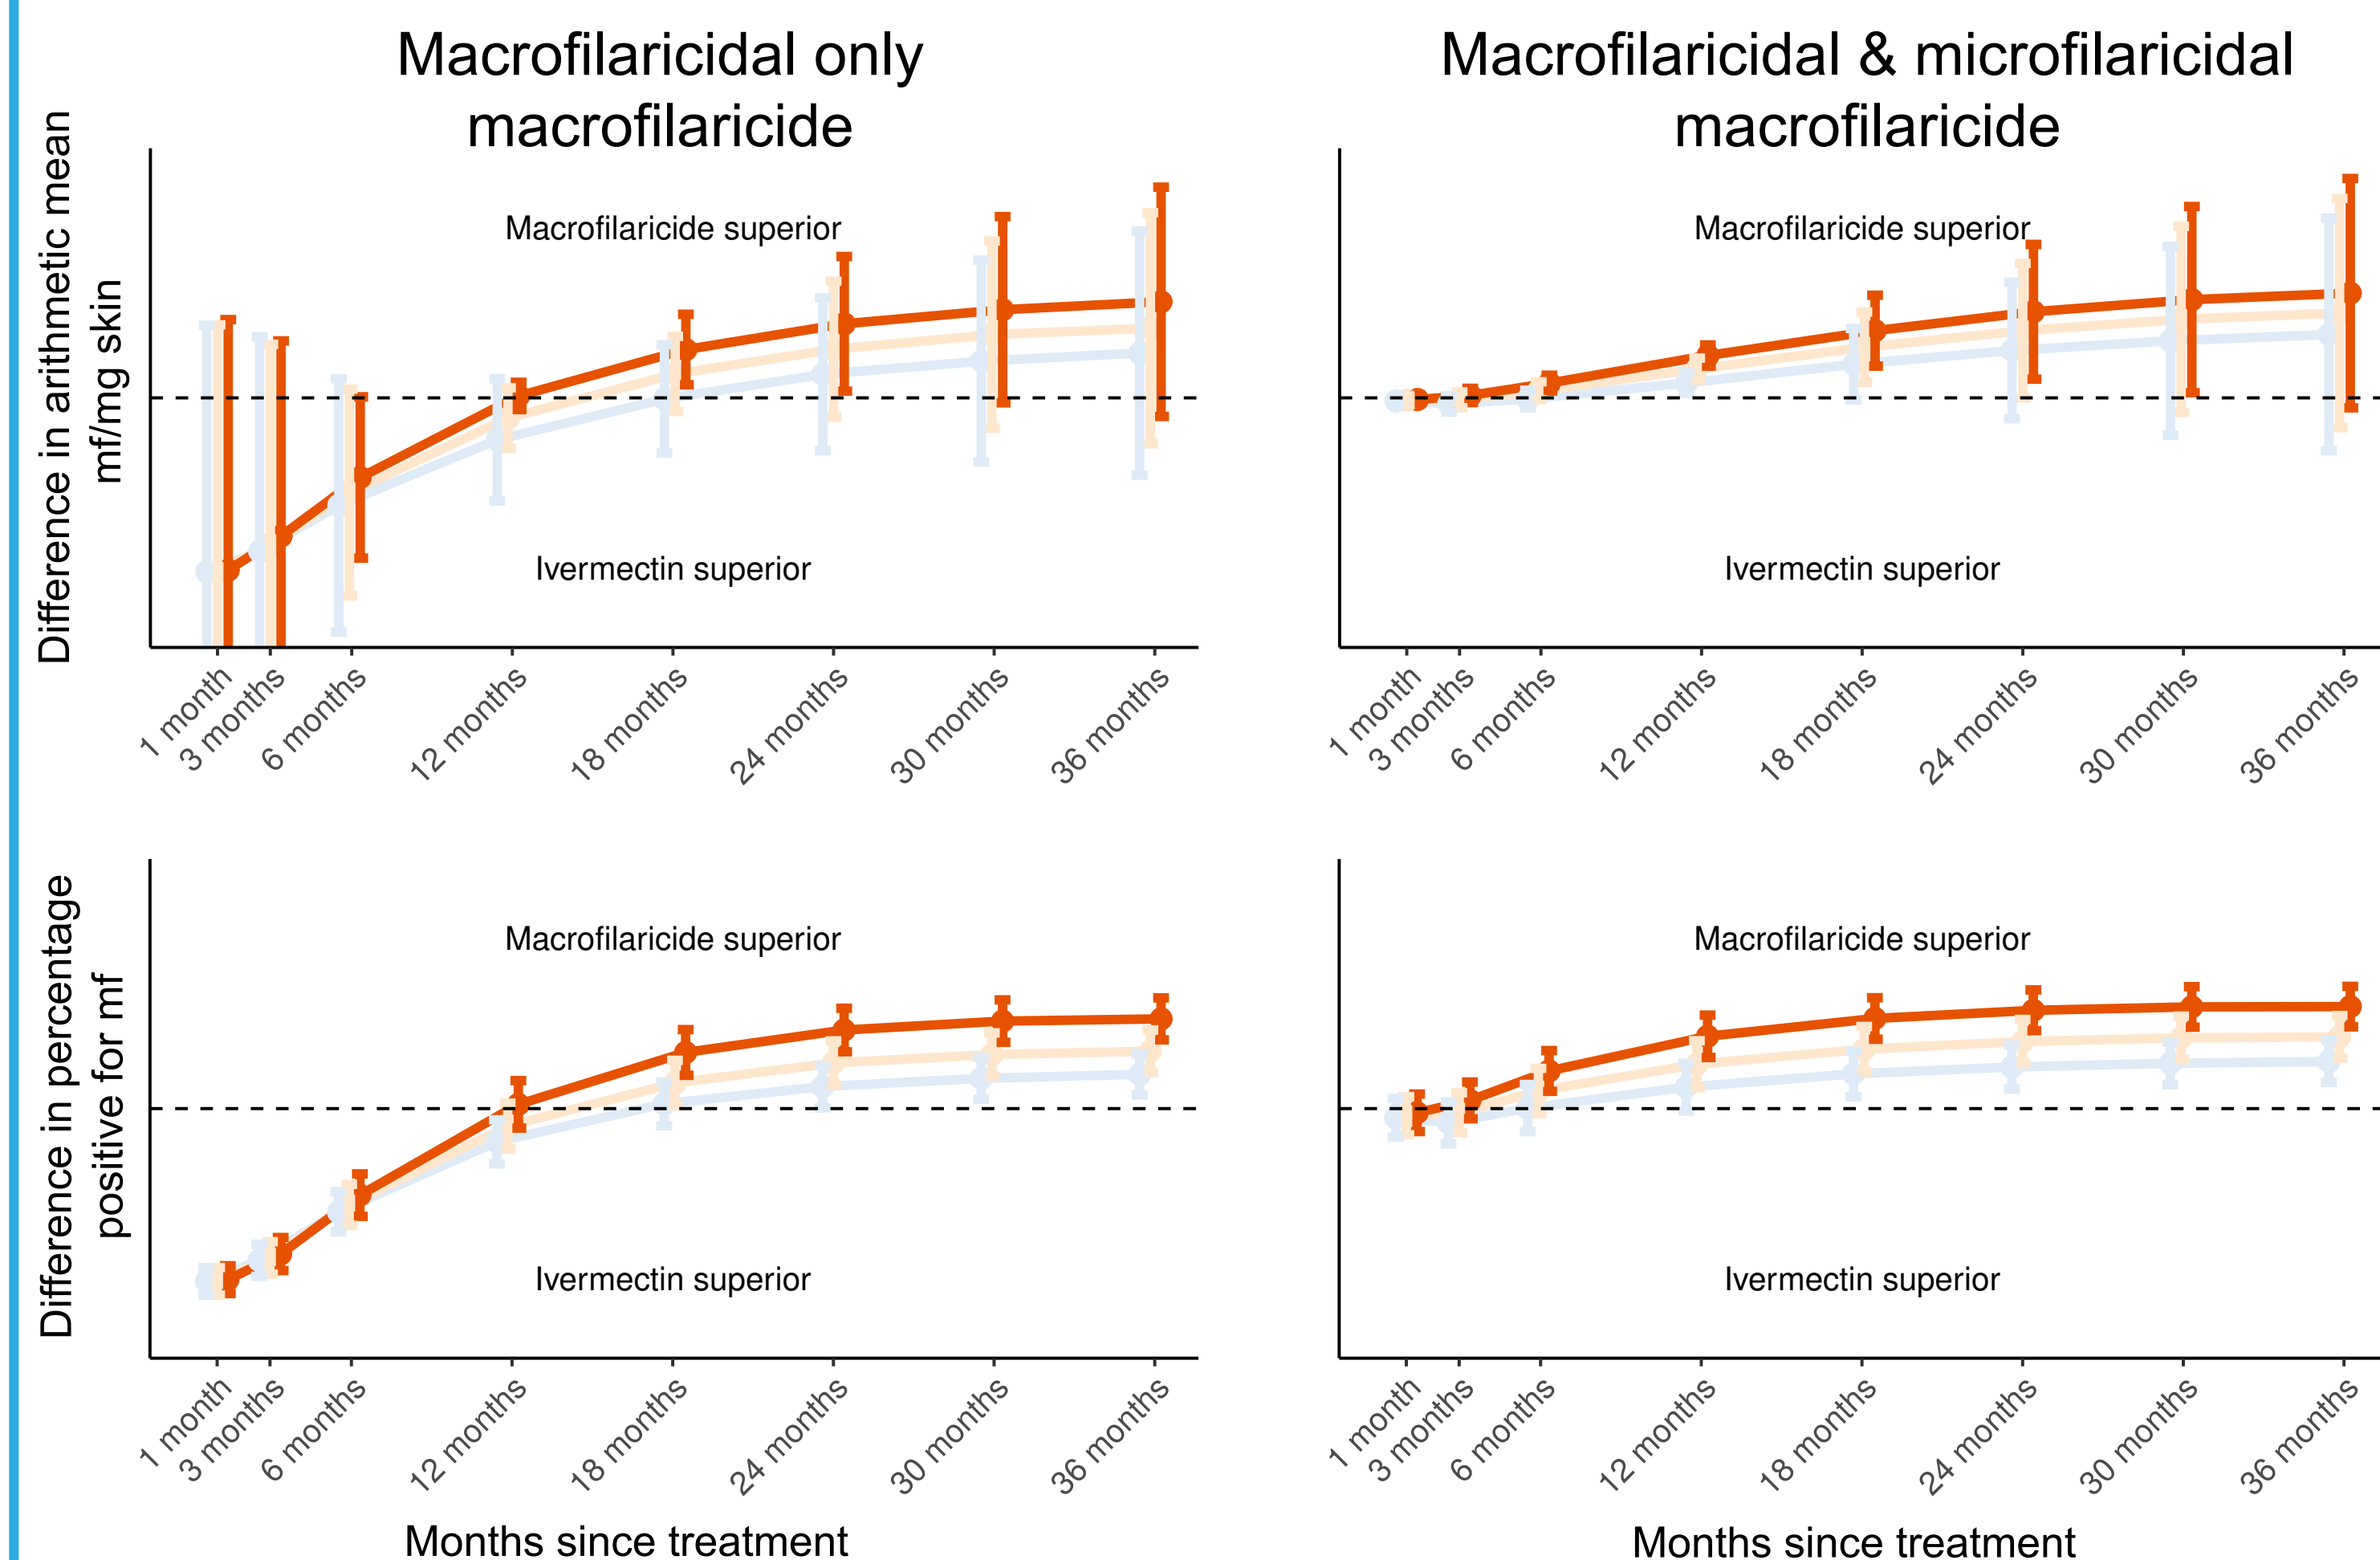 Macrofilaricidal only
macrofilaricide
Macrofilaricidal & microfilaricidal
macrofilaricide
Difference in arithmetic mean
mf/mg skin
Macrofilaricide superior
Ivermectin superior
1 month
3 months
6 months
12 months
18 months
24 months
30 months
36 months
Macrofilaricide superior
Ivermectin superior
1 month
3 months
6 months
12 months
18 months
24 months
30 months
36 months
Difference in percentage
positive for mf
Macrofilaricide superior
Ivermectin superior
1 month
3 months
6 months
12 months
18 months
24 months
30 months
36 months
Months since treatment
Macrofilaricide superior
Ivermectin superior
1 month
3 months
6 months
12 months
18 months
24 months
30 months
36 months
Months since treatment